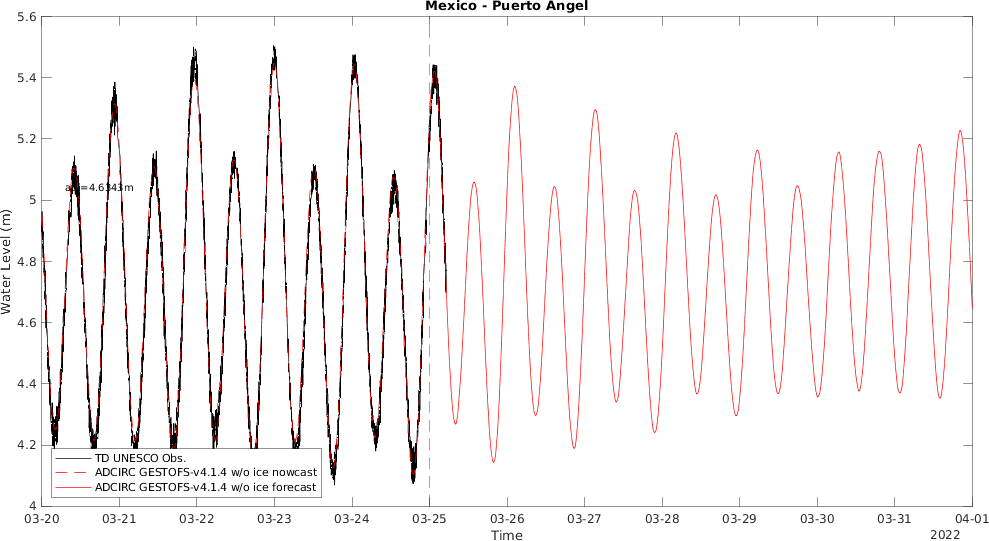 Mexico - Puerto Angel
5.6
5.4
5.2
5
4.8
4.6
4.4
4.2
4
Water Level (m)
TD UNESCO Obs.
ADCIRC GESTOFS-v4.1.4 w/o ice nowcast
ADCIRC GESTOFS-v4.1.4 w/o ice forecast
03-20 03-21 03-22 03-23 03-24 03-25 03-26 03-27 03-28 03-29 03-30 03-31 04-01
Time
2022